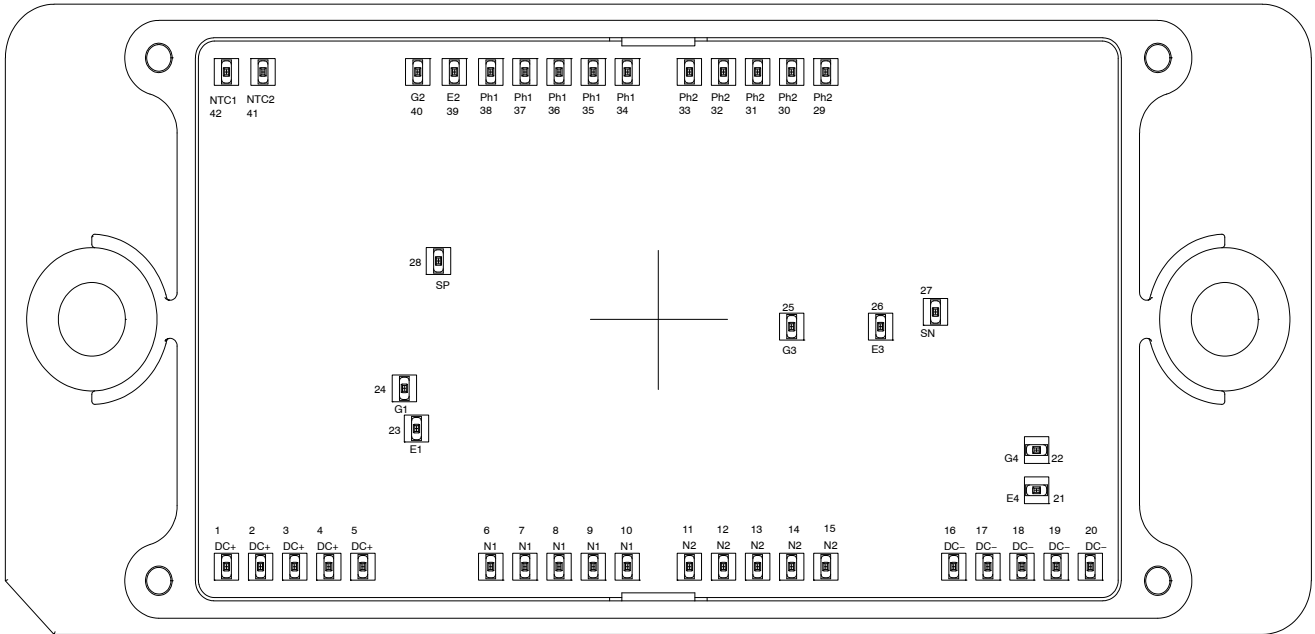 NTC1 NTC2 G2 E2 Ph1 Ph1 Ph1 Ph1 Ph1 Ph2 Ph2 Ph2 Ph2 Ph2
42 41 40 39 38 37 36 35 34 33 32 31 30 29
28
SP
27
SN
25
G3
26
E3
24
G1
23
E1
G4 22
E4 21
1 2 3 4 5 6 7 8 9 10 11 12 13 14 15 16 17 18 19 20
DC+ DC+ DC+ DC+ DC+ N1 N1 N1 N1 N1 N2 N2 N2 N2 N2 DC− DC− DC− DC− DC−